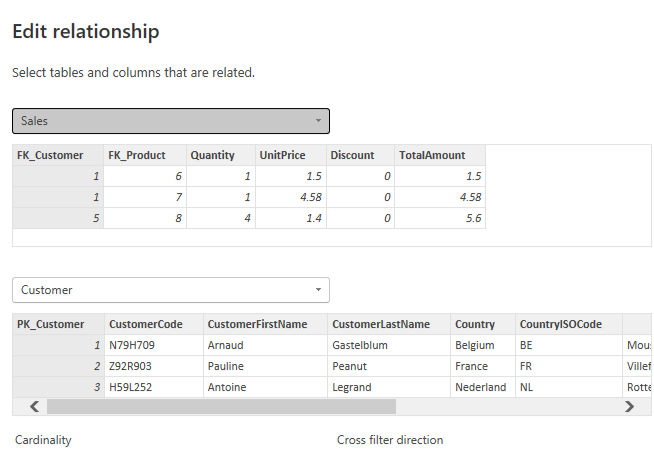 Edit relationship
Select tables and columns that are related.
Sales
FK_Customer FK_Product Quantity UnitPrice Discount TotalAmount
1 6 1 1.5 0 1.5
1 7 1 4.58 0 4.58
5 8 4 1.4 0 5.6
Customer
PK_Customer CustomerCode CustomerFirstName CustomerLastName Country CountryISOCode
1 N79H709 Arnaud Gastelblum Belgium BE Mou
2 Z92R903 Pauline Peanut France FR Villef
3 H59L252 Antoine Legrand Nederland NL Rotte
Cardinality Cross filter direction